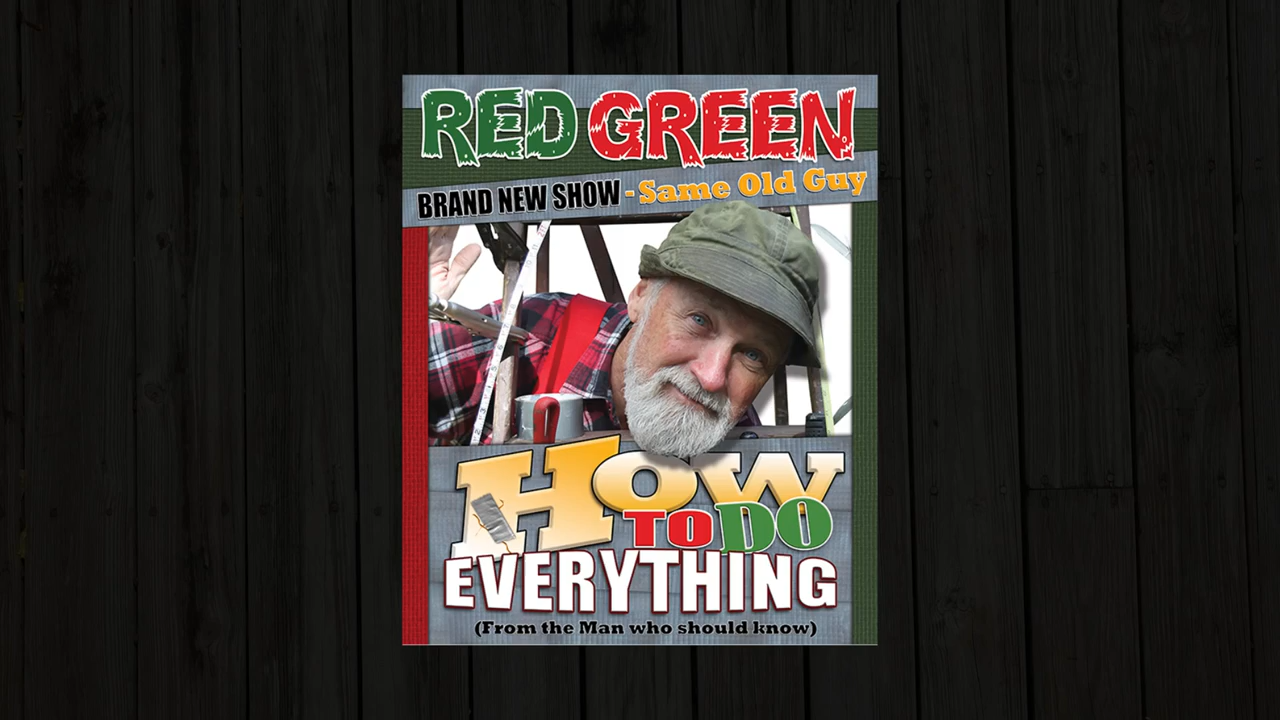 RED GREEN
BRAND NEW SHOW - Same Old Guy
HOW
TO DO
EVERYTHING
(From the Man who should know)